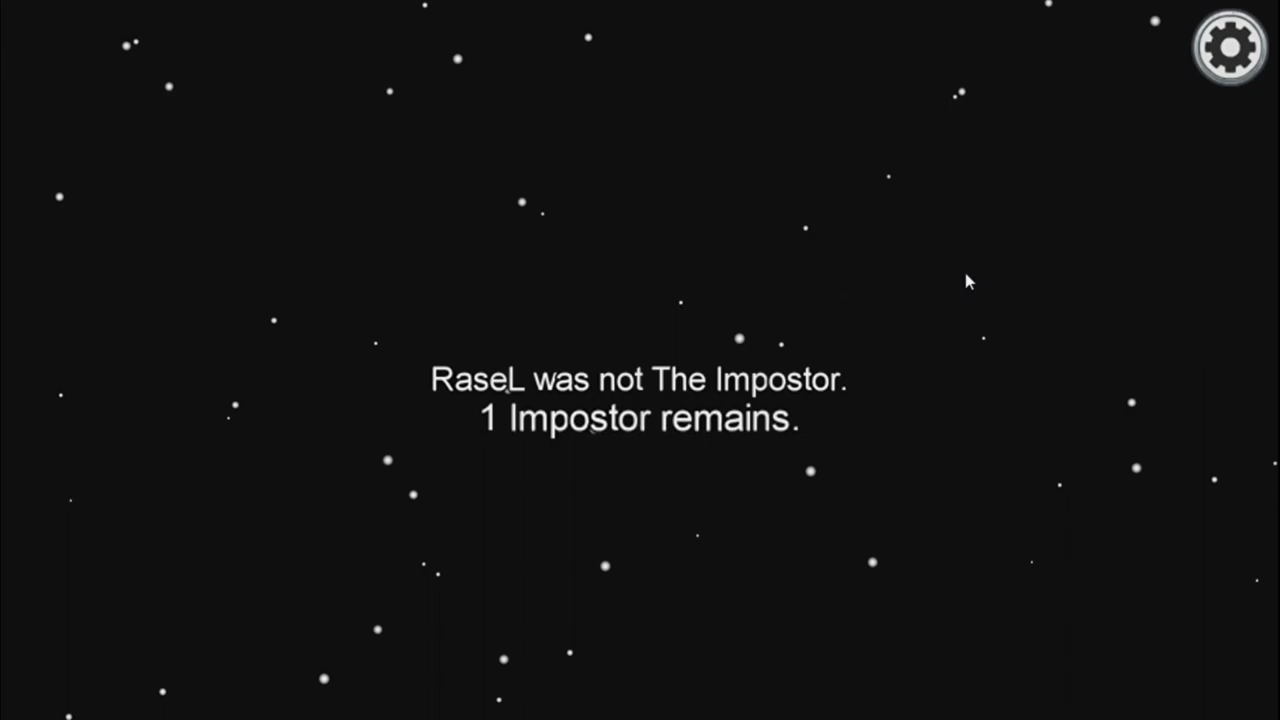 RaseL was not The Impostor.
1 Impostor remains.